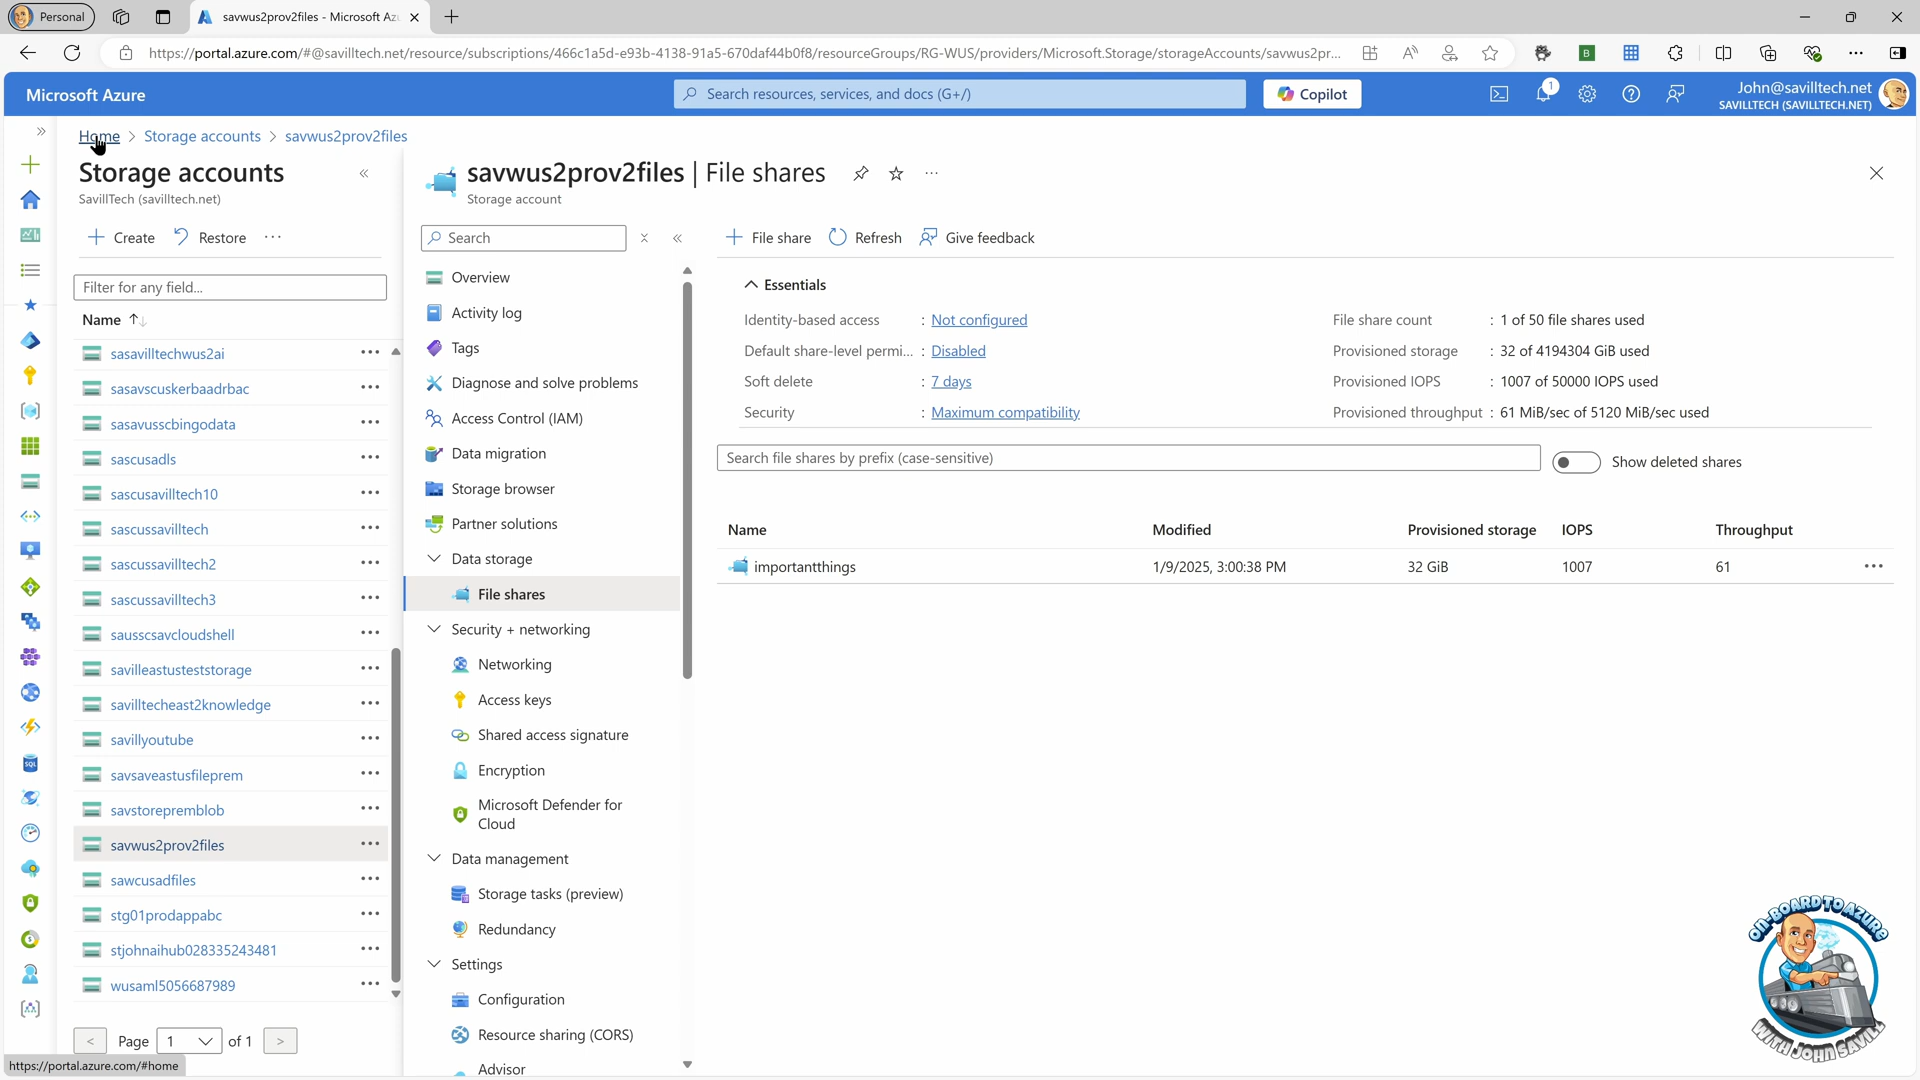 Personal
savwus2prov2files - Microsoft Az
https://portal.azure.com/#@savilltech.net/resource/subscriptions/466c1a5d-e93b-4138-91a5-670daf44b0f8/resourceGroups/RG-WUS/providers/Microsoft.Storage/storageAccounts/savwus2pr...
Microsoft Azure
Search resources, services, and docs (G+/)
Copilot
1
John@savilltech.net
SAVILLTECH (SAVILLTECH.NET)
Home > Storage accounts > savwus2prov2files
Storage accounts
SavillTech (savilltech.net)
savwus2prov2files | File shares
Storage account
Create
Restore
Search
File share
Refresh
Give feedback
Filter for any field...
Name
sasavilltechwus2ai
sasavscuskerbaadrbac
sasavusscbingodata
sascusadls
sascusavilltech10
sascussavilltech
sascussavilltech2
sascussavilltech3
sausscsavcloudshell
savilleastusteststorage
savilltecheast2knowledge
savillyoutube
savsaveastusfileprem
savstorepremblob
savwus2prov2files
sawcusadfiles
stg01prodappabc
stjohnaihub028335243481
wusaml5056687989
< Page 1 of 1 >
https://portal.azure.com/#home
Overview
Activity log
Tags
Diagnose and solve problems
Access Control (IAM)
Data migration
Storage browser
Partner solutions
Data storage
File shares
Security + networking
Networking
Access keys
Shared access signature
Encryption
Microsoft Defender for
Cloud
Data management
Storage tasks (preview)
Redundancy
Settings
Configuration
Resource sharing (CORS)
Advisor
Essentials
Identity-based access : Not configured
Default share-level permi... : Disabled
Soft delete : 7 days
Security : Maximum compatibility
File share count : 1 of 50 file shares used
Provisioned storage : 32 of 4194304 GiB used
Provisioned IOPS : 1007 of 50000 IOPS used
Provisioned throughput : 61 MiB/sec of 5120 MiB/sec used
Search file shares by prefix (case-sensitive)
Show deleted shares
Name Modified Provisioned storage IOPS Throughput
importantthings 1/9/2025, 3:00:38 PM 32 GiB 1007 61
ON-BOARD TO AZURE
WITH JOHN SAVILL